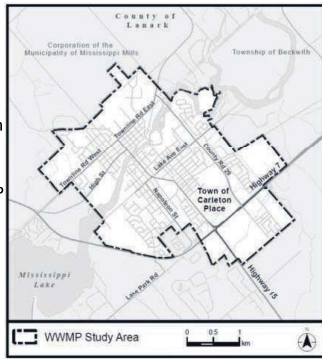 County of
Lanark
Corporation of the
Municipality of Mississippi Mills
Township of Beckwith
Townline Rd East
Townline Rd West
High St
Lake Ave East
County Rd 29
Highway 7
Napoleon St
Town of
Carleton
Place
Mississippi
Lake
Lake Park Rd
Highway 15
WWMP Study Area
0 0.5 1
km